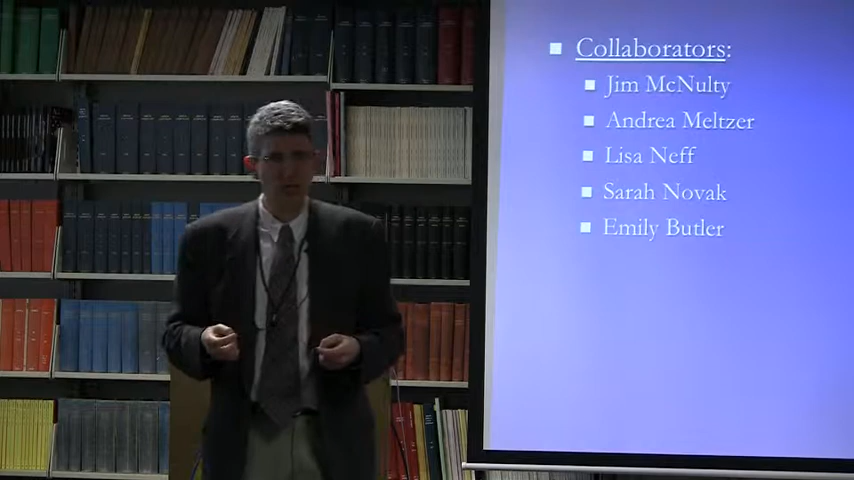 Collaborators:
Jim McNulty
Andrea Meltzer
Lisa Neff
Sarah Novak
Emily Butler